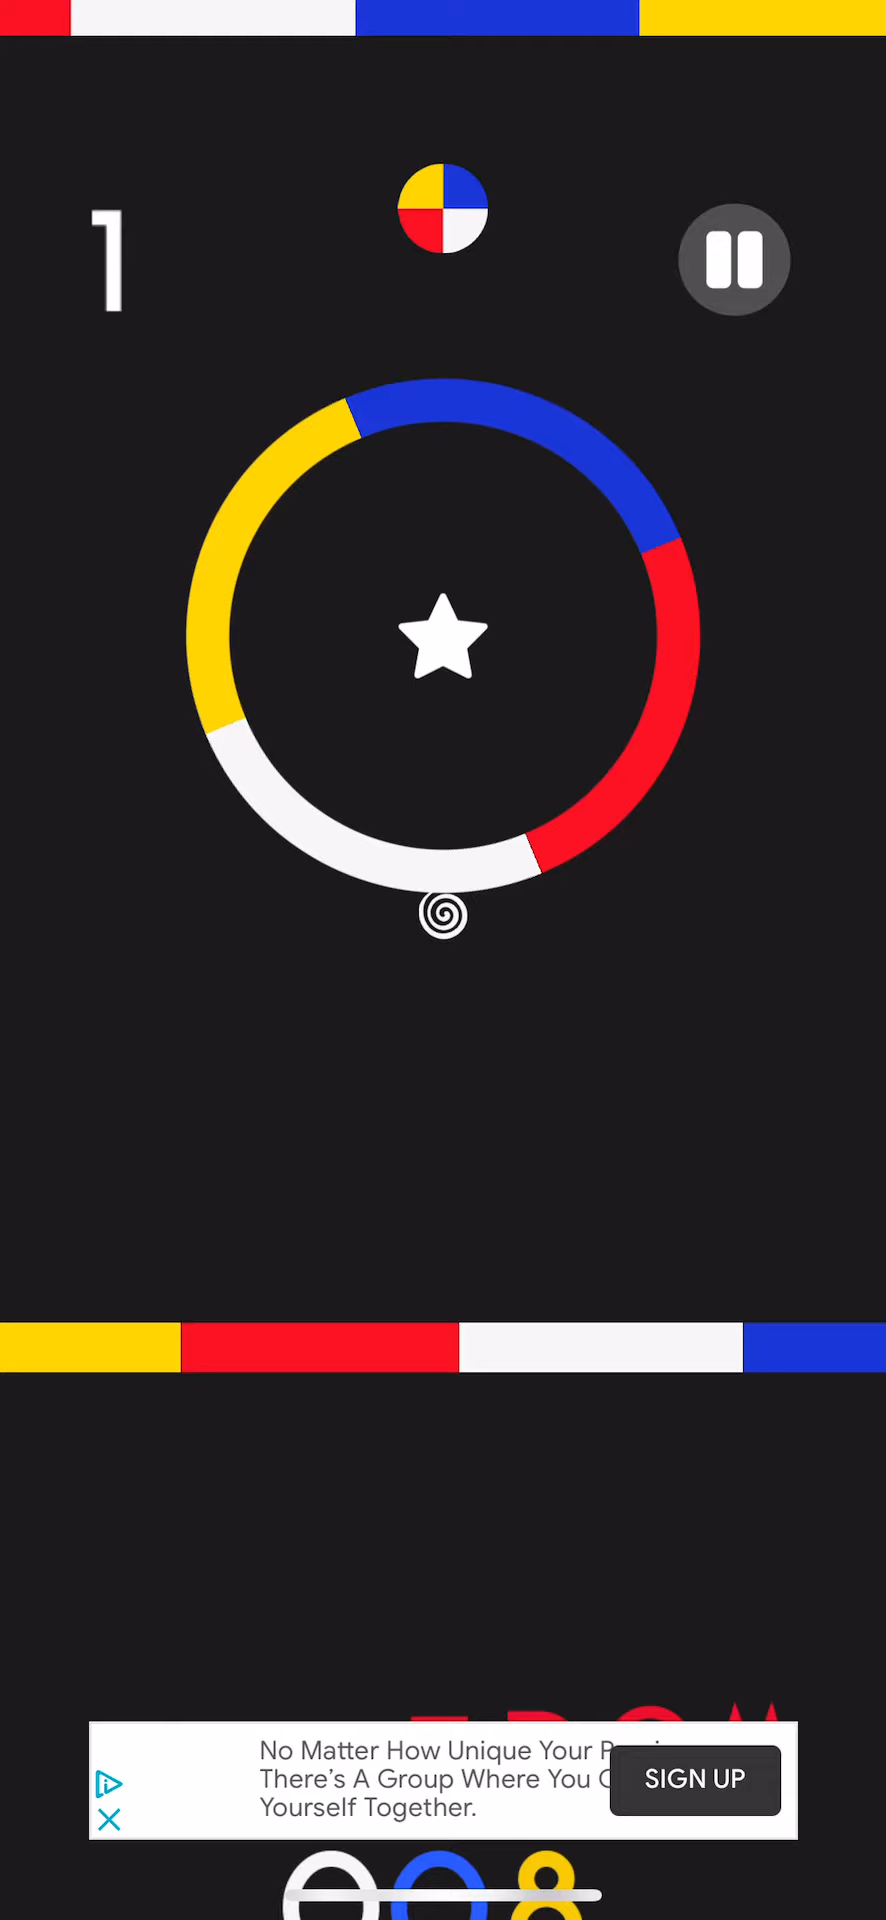 1
No Matter How Unique Your
There's A Group Where You
Yourself Together.
SIGN UP